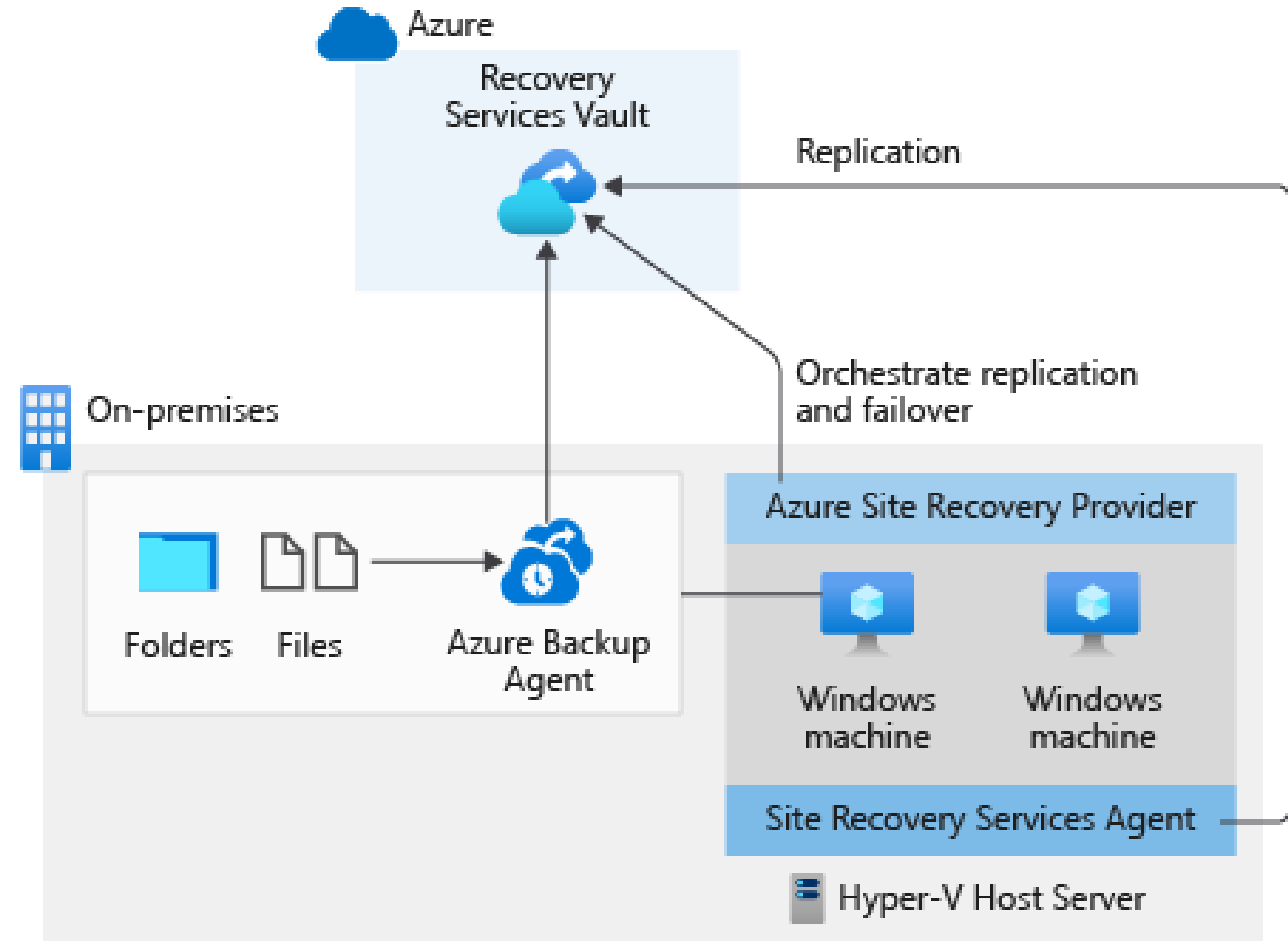 Azure
Recovery
Services Vault
Replication
Orchestrate replication
and failover
On-premises
Azure Site Recovery Provider
Folders
Files
Azure Backup
Agent
Windows
machine
Windows
machine
Site Recovery Services Agent
Hyper-V Host Server